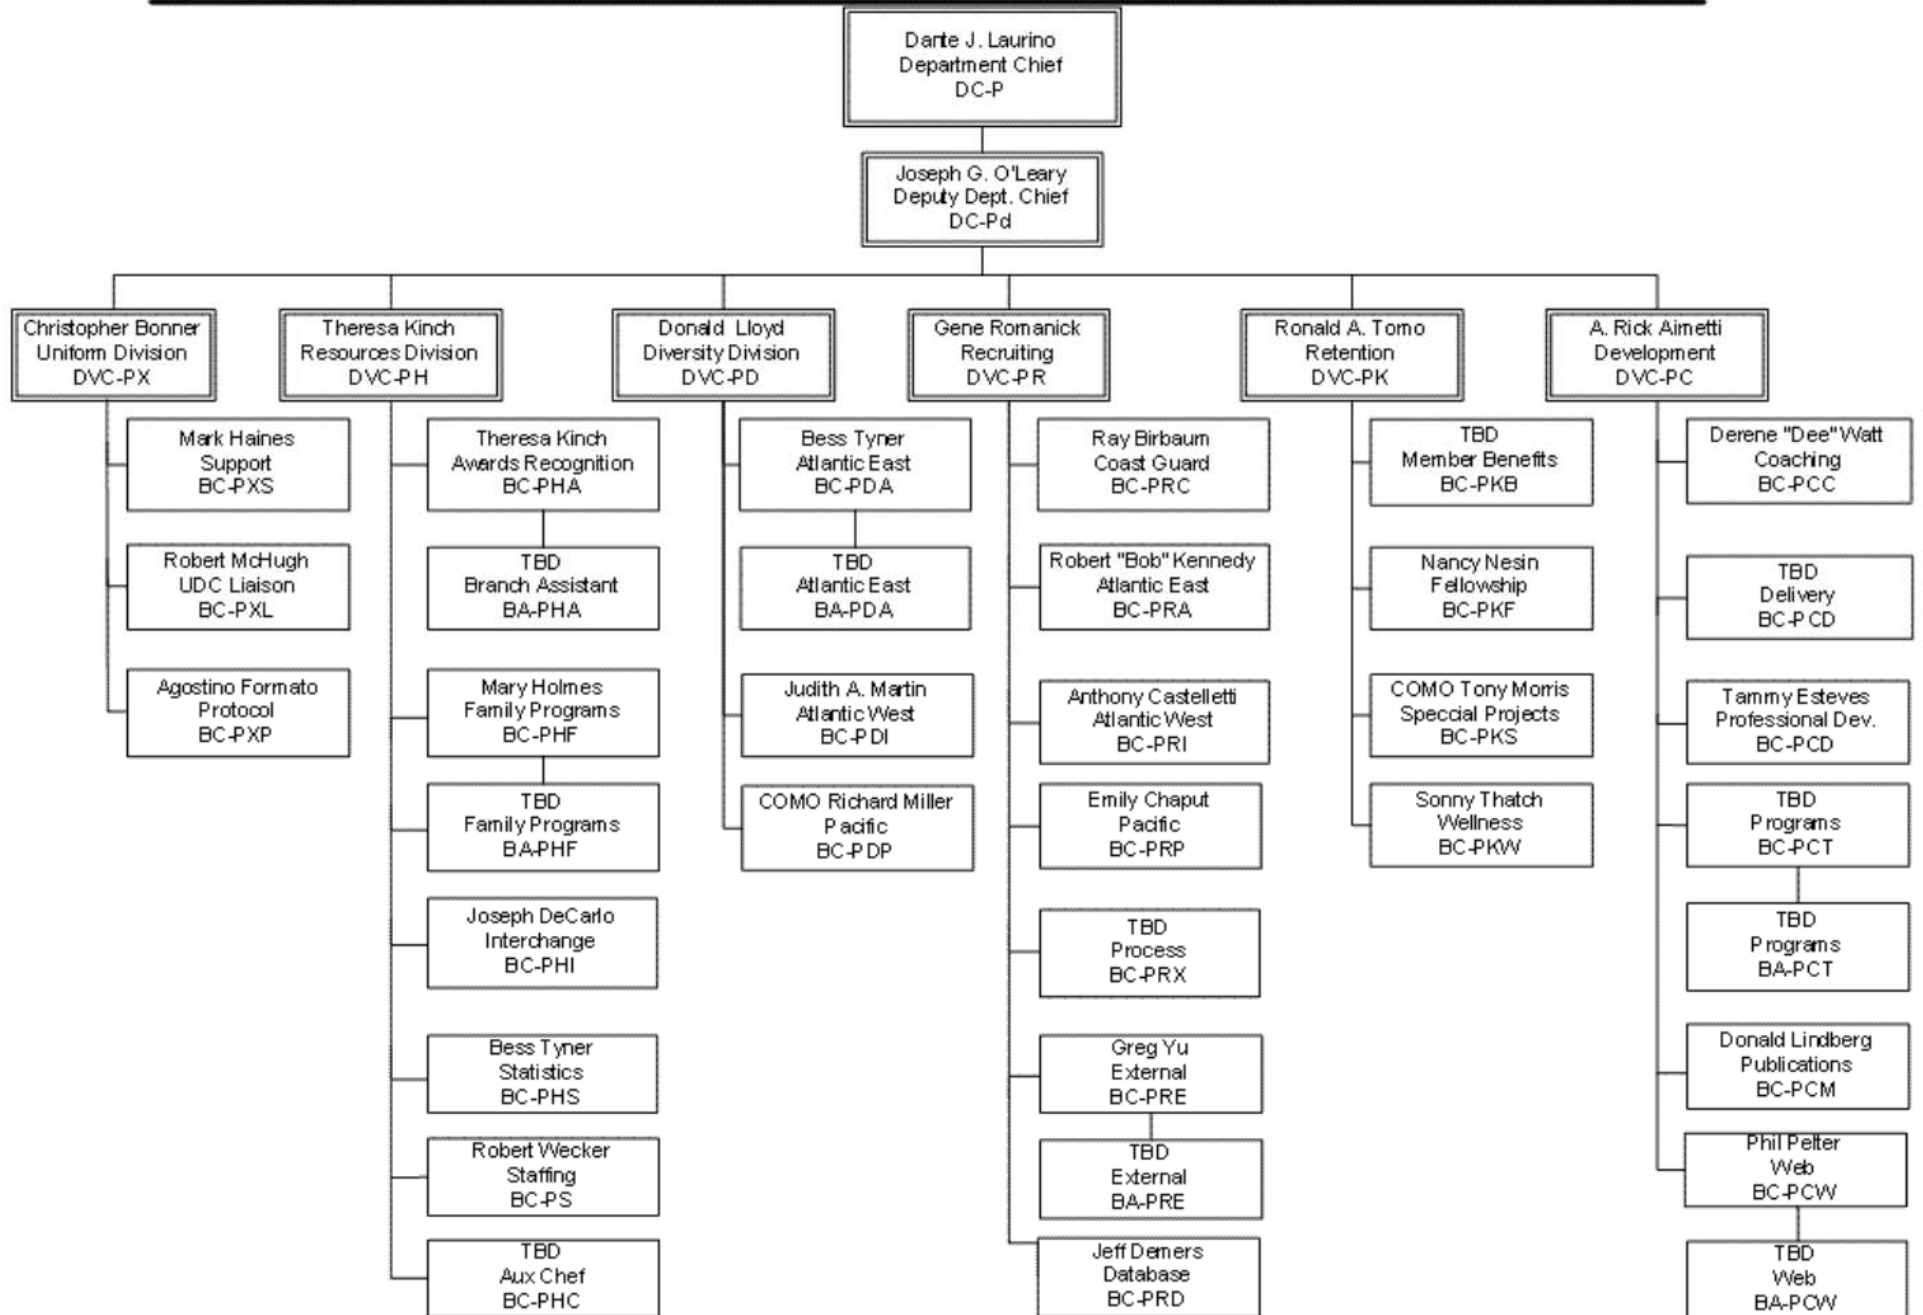 Dante J. Laurino
Department Chief
DC-P
Joseph G. O'Leary
Deputy Dept. Chief
DC-Pd
Christopher Bonner
Uniform Division
DVC-PX
Mark Haines
Support
BC-PXS
Robert McHugh
UDC Liaison
BC-PXL
Agostino Formato
Protocol
BC-PXP
Theresa Kinch
Resources Division
DVC-PH
Theresa Kinch
Awards Recognition
BC-PHA
TBD
Branch Assistant
BA-PHA
Mary Holmes
Family Programs
BC-PHF
TBD
Family Programs
BA-PHF
Joseph DeCarlo
Interchange
BC-PHI
Bess Tyner
Statistics
BC-PHS
Robert Wecker
Staffing
BC-PS
TBD
Aux Chef
BC-PHC
Donald Lloyd
Diversity Division
DVC-PD
Bess Tyner
Atlantic East
BC-PDA
TBD
Atlantic East
BA-PDA
Judith A. Martin
Atlantic West
BC-PDI
COMO Richard Miller
Pacific
BC-PDP
Gene Romanick
Recruiting
DVC-PR
Ray Birbaum
Coast Guard
BC-PRC
Robert "Bob" Kennedy
Atlantic East
BC-PRA
Anthony Castelletti
Atlantic West
BC-PRI
Emily Chaput
Pacific
BC-PRP
TBD
Process
BC-PRX
Greg Yu
External
BC-PRE
TBD
External
BA-PRE
Jeff Demers
Database
BC-PRD
Ronald A. Tomo
Retention
DVC-PK
TBD
Member Benefits
BC-PKB
Nancy Nesin
Fellowship
BC-PKF
COMO Tony Morris
Speccial Projects
BC-PKS
Sonny Thatch
Wellness
BC-PKW
A. Rick Aimetti
Development
DVC-PC
Derene "Dee" Watt
Coaching
BC-PCC
TBD
Delivery
BC-PCD
Tammy Esteves
Professional Dev.
BC-PCD
TBD
Programs
BC-PCT
TBD
Programs
BA-PCT
Donald Lindberg
Publications
BC-PCM
Phil Pelter
Web
BC-PCW
TBD
Web
BA-PCW